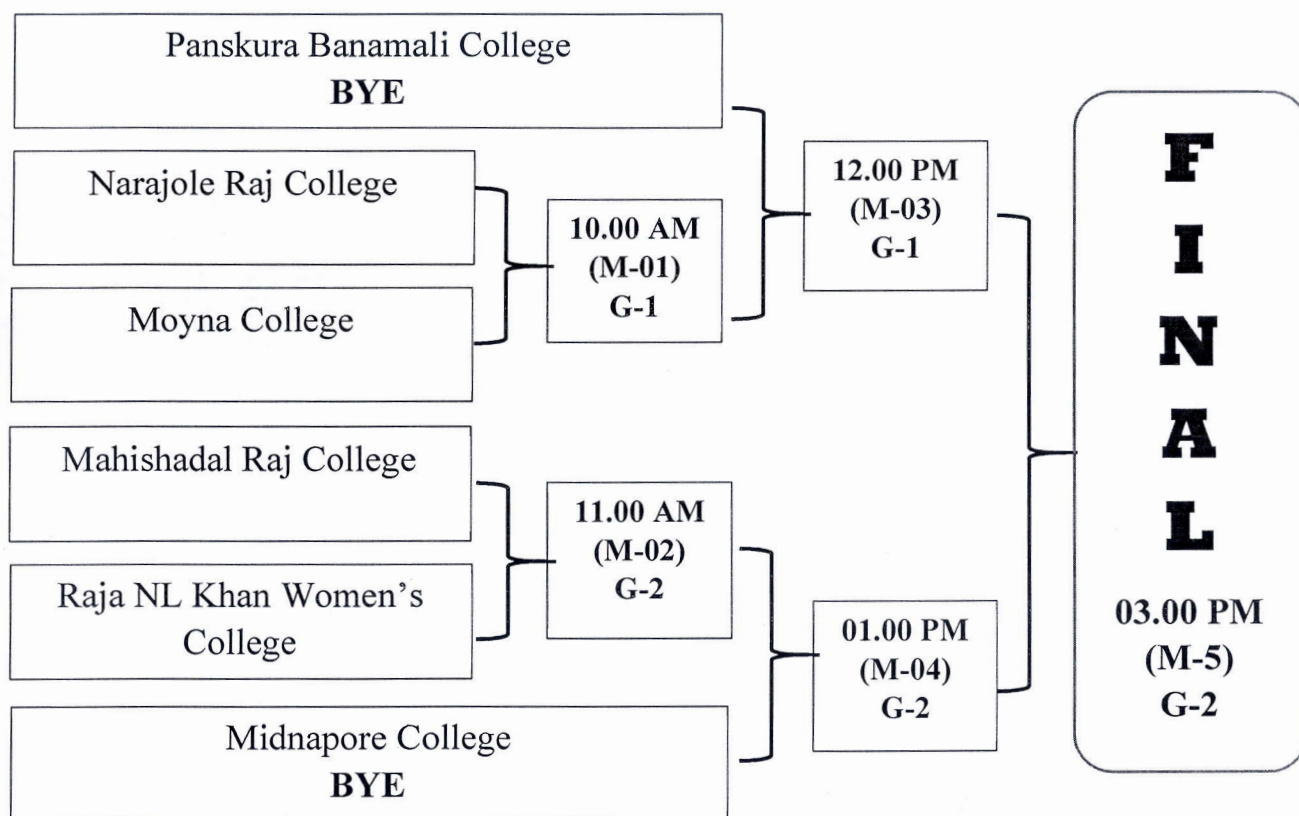 Panskura Banamali College
BYE
Narajole Raj College
Moyna College
10.00 AM
(M-01)
G-1
12.00 PM
(M-03)
G-1
Mahishadal Raj College
Raja NL Khan Women's
College
11.00 AM
(M-02)
G-2
Midnapore College
BYE
01.00 PM
(M-04)
G-2
F
I
N
A
L
03.00 PM
(M-5)
G-2